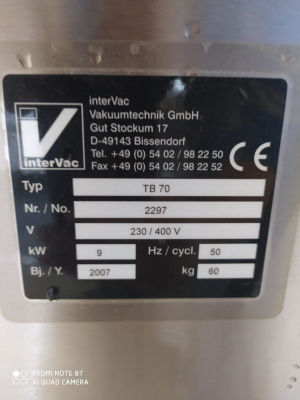 interVac
Vakuumtechnik GmbH
Gut Stockum 17
D-49143 Bissendorf
Tel. +49 (0) 54 02 / 98 22 50
Fax +49 (0) 54 02 / 98 22 52
CE
interVac
Typ TB 70
Nr. / No. 2297
V 230 / 400 V
kW 9 Hz / cycl. 50
Bj. / Y. 2007 kg 60
REDMI NOTE 8T
AI QUAD CAMERA